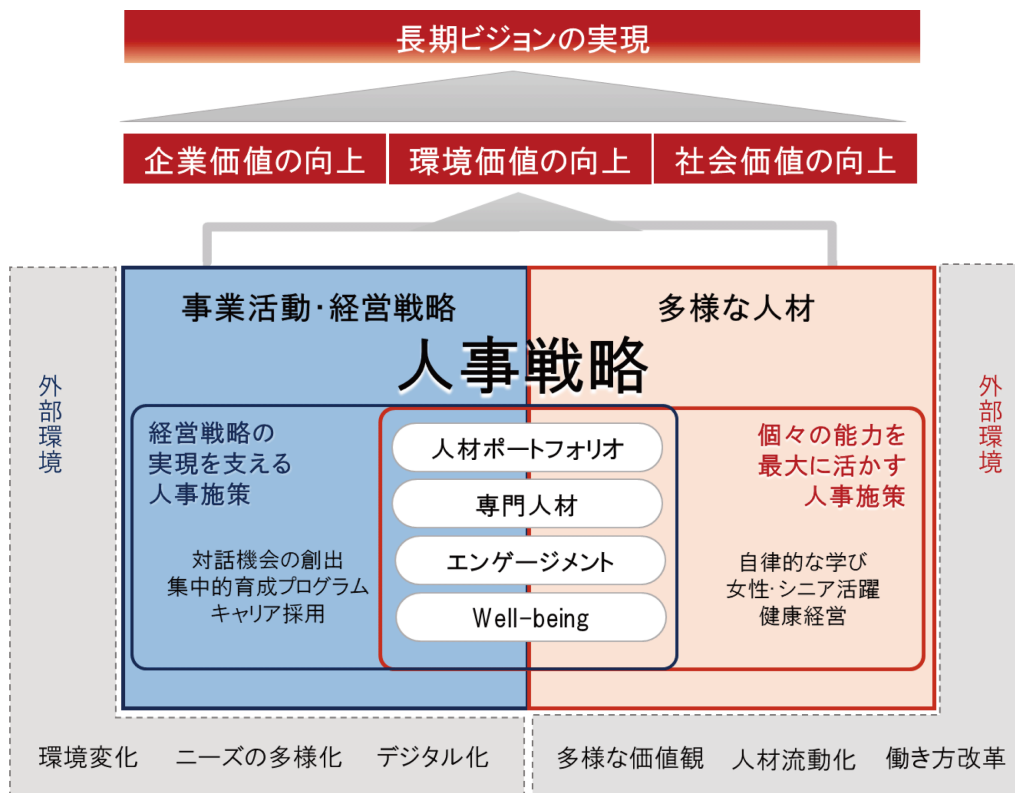 長期ビジョンの実現
企業価値の向上
環境価値の向上
社会価値の向上
事業活動・経営戦略
多様な人材
人事戦略
外部環境
経営戦略の
実現を支える
人事施策
対話機会の創出
集中的育成プログラム
キャリア採用
人材ポートフォリオ
専門人材
エンゲージメント
Well-being
個々の能力を
最大に活かす
人事施策
自律的な学び
女性・シニア活躍
健康経営
外部環境
環境変化
ニーズの多様化
デジタル化
多様な価値観
人材流動化
働き方改革